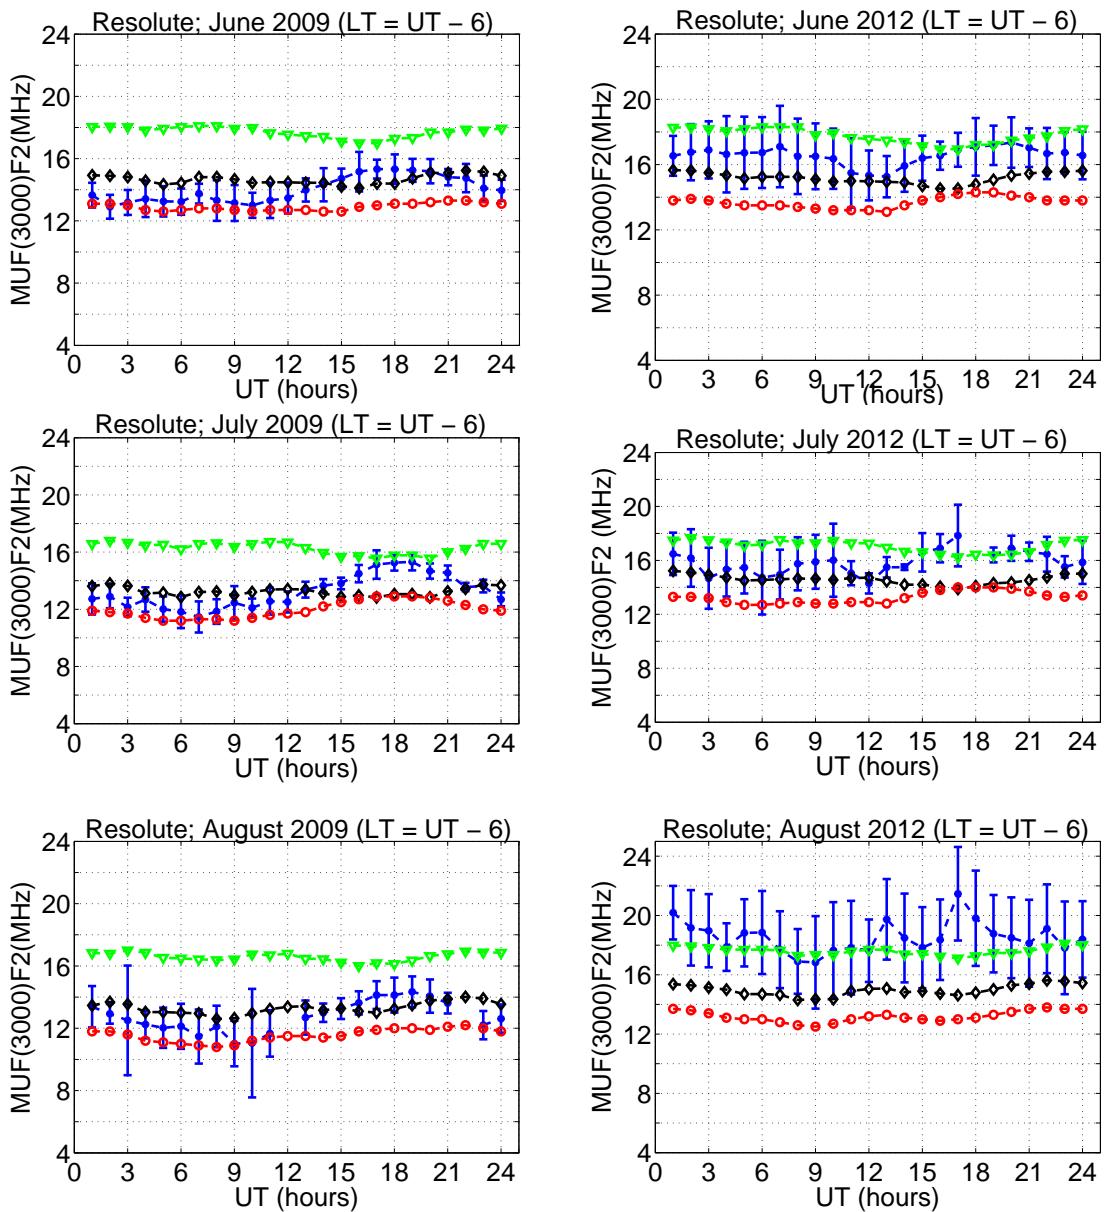 Resolute; June 2009 (LT = UT − 6)
MUF(3000)F2(MHz)
24
20
16
12
8
4
0 3 6 9 12 15 18 21 24
UT (hours)
Resolute; June 2012 (LT = UT − 6)
MUF(3000)F2(MHz)
24
20
16
12
8
4
0 3 6 9 12 15 18 21 24
UT (hours)
Resolute; July 2009 (LT = UT − 6)
MUF(3000)F2(MHz)
24
20
16
12
8
4
0 3 6 9 12 15 18 21 24
UT (hours)
Resolute; July 2012 (LT = UT − 6)
MUF(3000)F2 (MHz)
24
20
16
12
8
4
0 3 6 9 12 15 18 21 24
UT (hours)
Resolute; August 2009 (LT = UT − 6)
MUF(3000)F2(MHz)
24
20
16
12
8
4
0 3 6 9 12 15 18 21 24
UT (hours)
Resolute; August 2012 (LT = UT − 6)
MUF(3000)F2(MHz)
24
20
16
12
8
4
0 3 6 9 12 15 18 21 24
UT (hours)